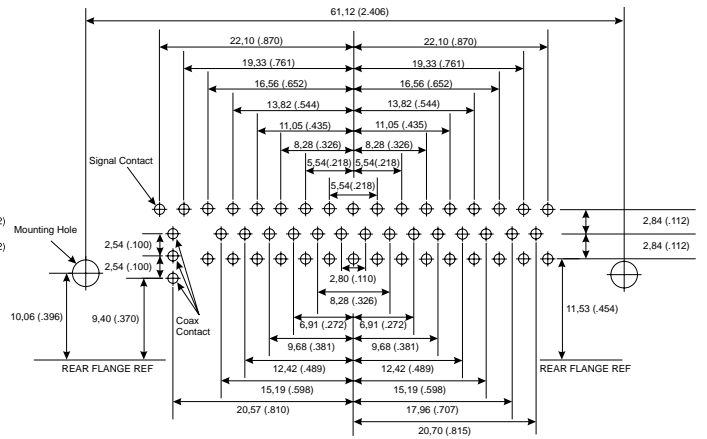 61,12 (2.406)
22,10 (.870) 22,10 (.870)
19,33 (.761) 19,33 (.761)
16,56 (.652) 16,56 (.652)
13,82 (.544) 13,82 (.544)
11,05 (.435) 11,05 (.435)
8,28 (.326) 8,28 (.326)
5,54(.218) 5,54(.218)
5,54(.218)
Signal Contact
2)
Mounting Hole
2)
2,54 (.100)
2,54 (.100)
2,84 (.112)
2,84 (.112)
2,80 (.110)
8,28 (.326)
10,06 (.396)
9,40 (.370)
Coax
Contact
11,53 (.454)
6,91 (.272) 6,91 (.272)
9,68 (.381) 9,68 (.381)
REAR FLANGE REF
12,42 (.489) 12,42 (.489)
REAR FLANGE REF
15,19 (.598) 15,19 (.598)
20,57 (.810) 17,96 (.707)
20,70 (.815)